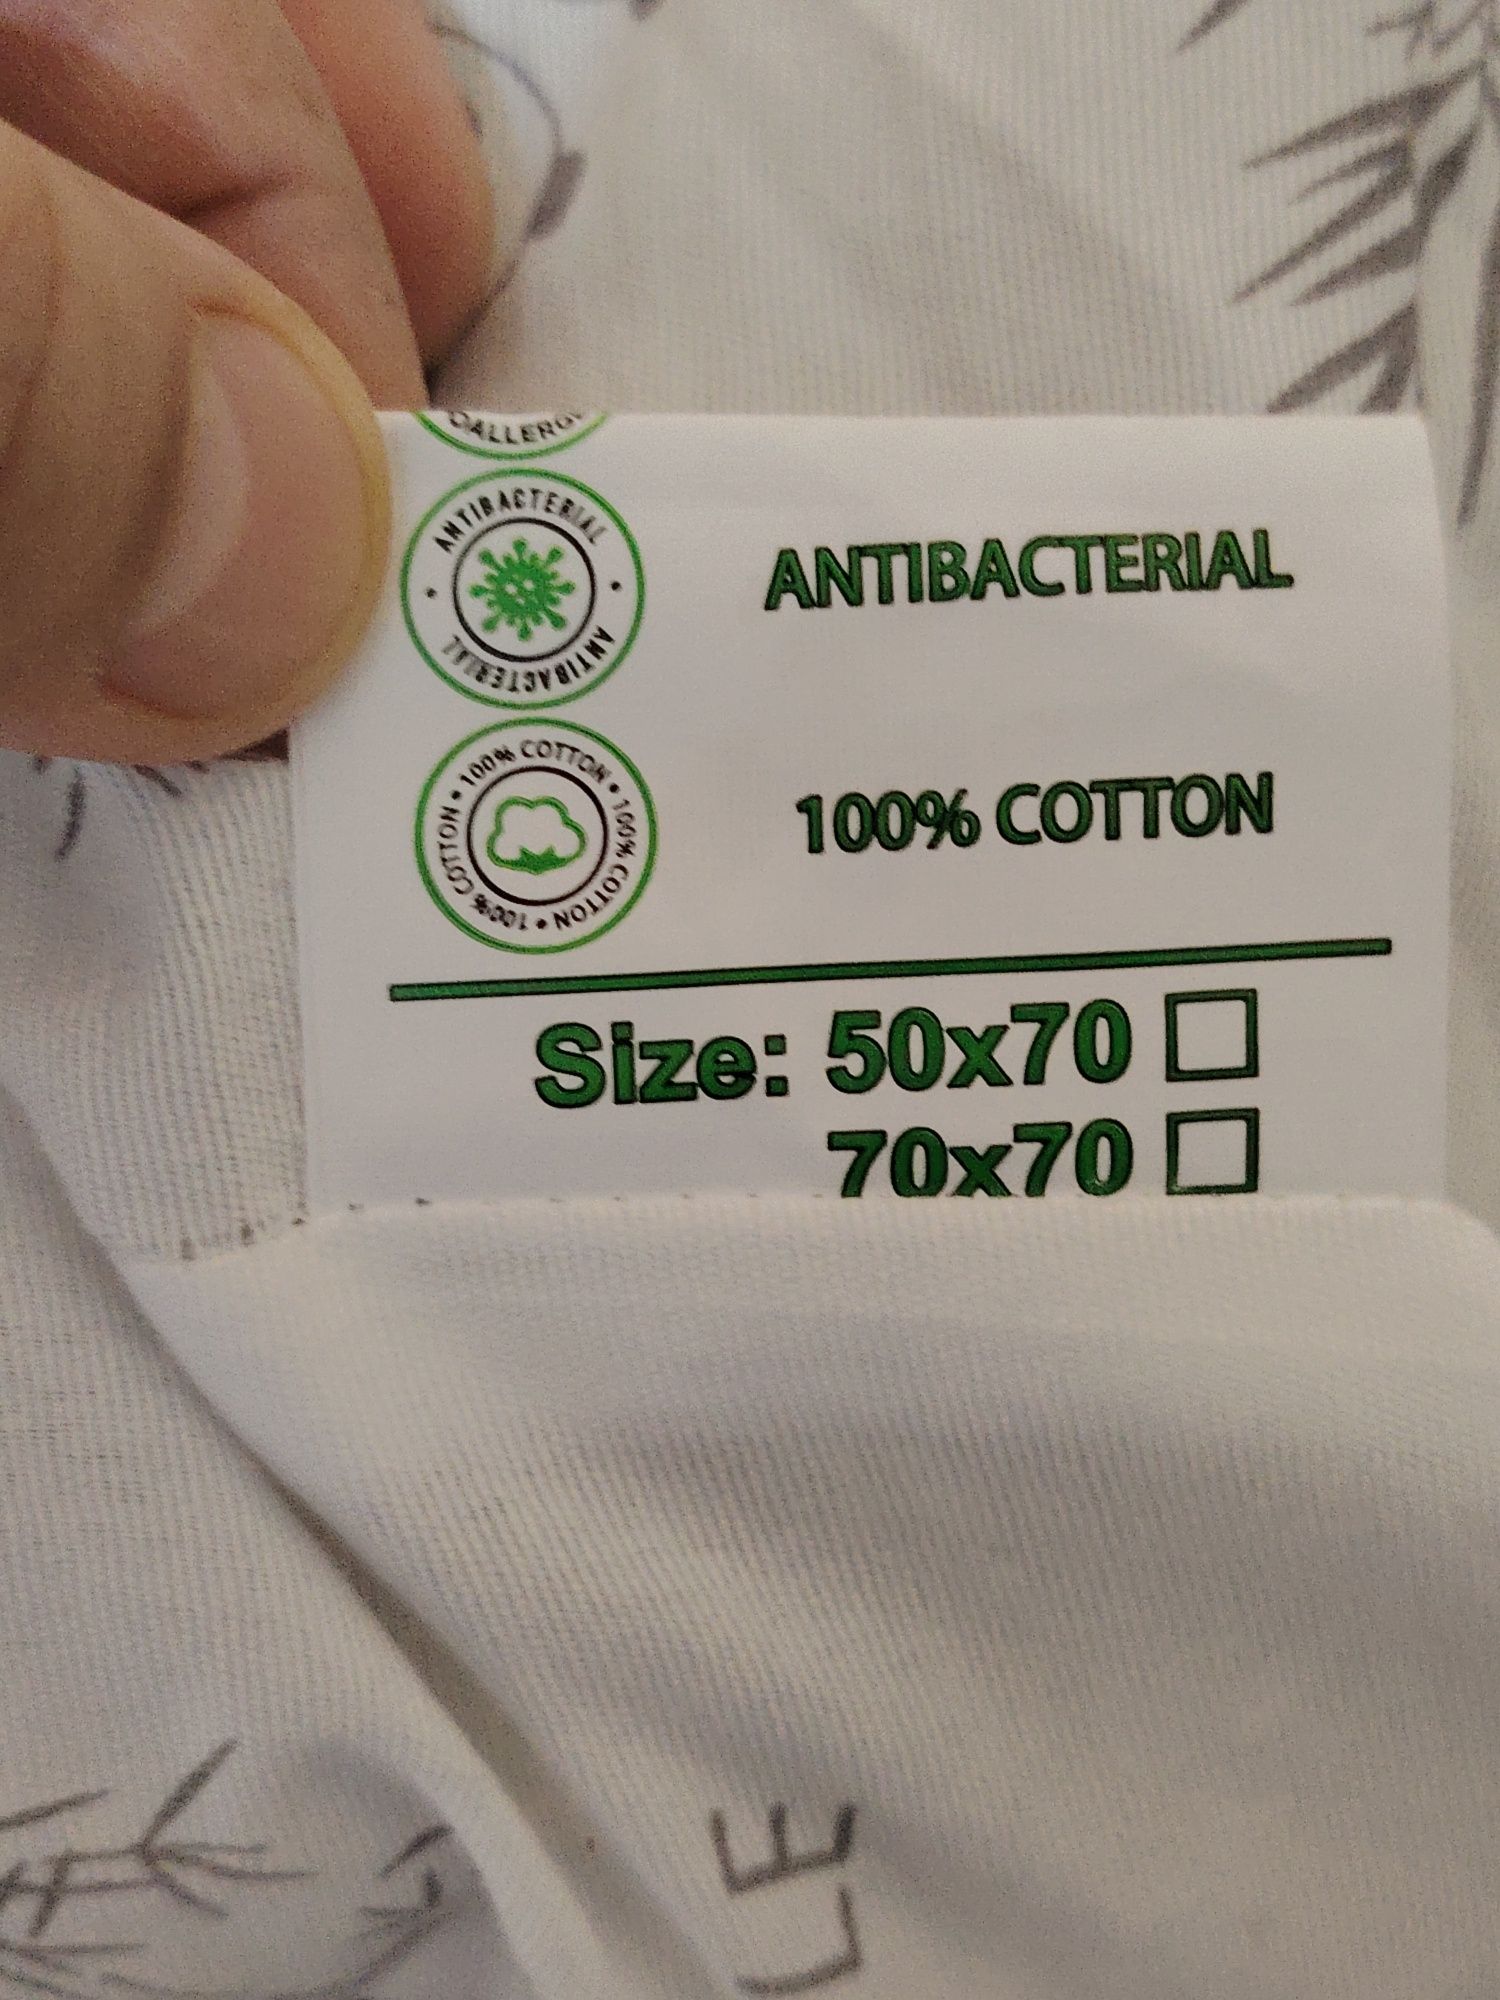 ANTIBACTERIAL
ANTIBACTERIAL
ANTIBACTERIAL
100% COTTON • 100% COTTON • 100% COTTON • 100% COTTON •
100% COTTON
Size: 50x70
70x70